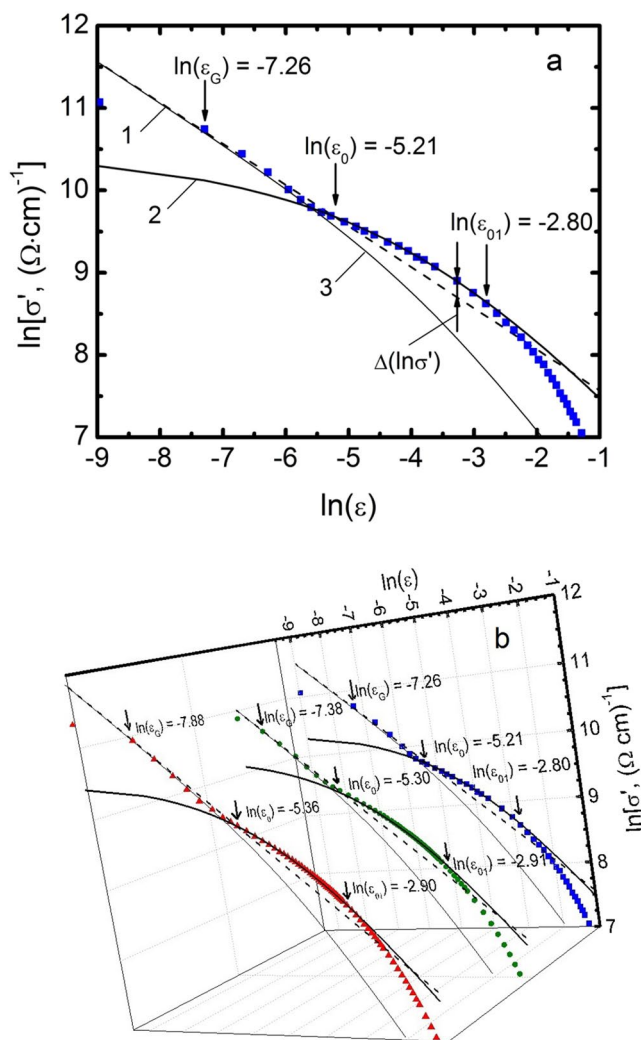 12
a
ln(ε_G) = -7.26
11
1
ln(ε_0) = -5.21
10
2
ln(ε_01) = -2.80
9
3
8
Δ(lnσ')
7
ln[σ', (Ω·cm)⁻¹
-9 -8 -7 -6 -5 -4 -3 -2 -1
ln(ε)
ln(ε)
-9 -8 -7 -6 -5 -4 -3 -2 -1
12
b
11
ln(ε_G) = -7.26
ln(ε_G) = -7.38
ln(ε_G) = -7.88
10
ln(ε_0) = -5.21
ln(ε_01) = -2.80
ln(ε_0) = -5.30
9
ln(ε_0) = -5.36
ln(ε_01) = -2.91
8
ln(ε_01) = -2.90
7
ln[σ', (Ω·cm)⁻¹